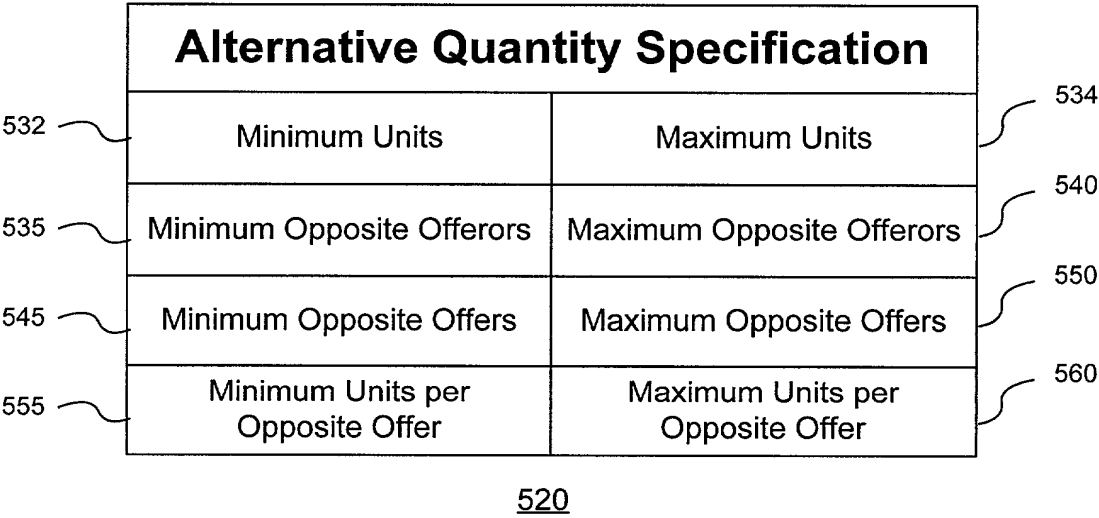 Alternative Quantity Specification
532 Minimum Units Maximum Units 534
535 Minimum Opposite Offerors Maximum Opposite Offerors 540
545 Minimum Opposite Offers Maximum Opposite Offers 550
555 Minimum Units per Opposite Offer Maximum Units per Opposite Offer 560
520